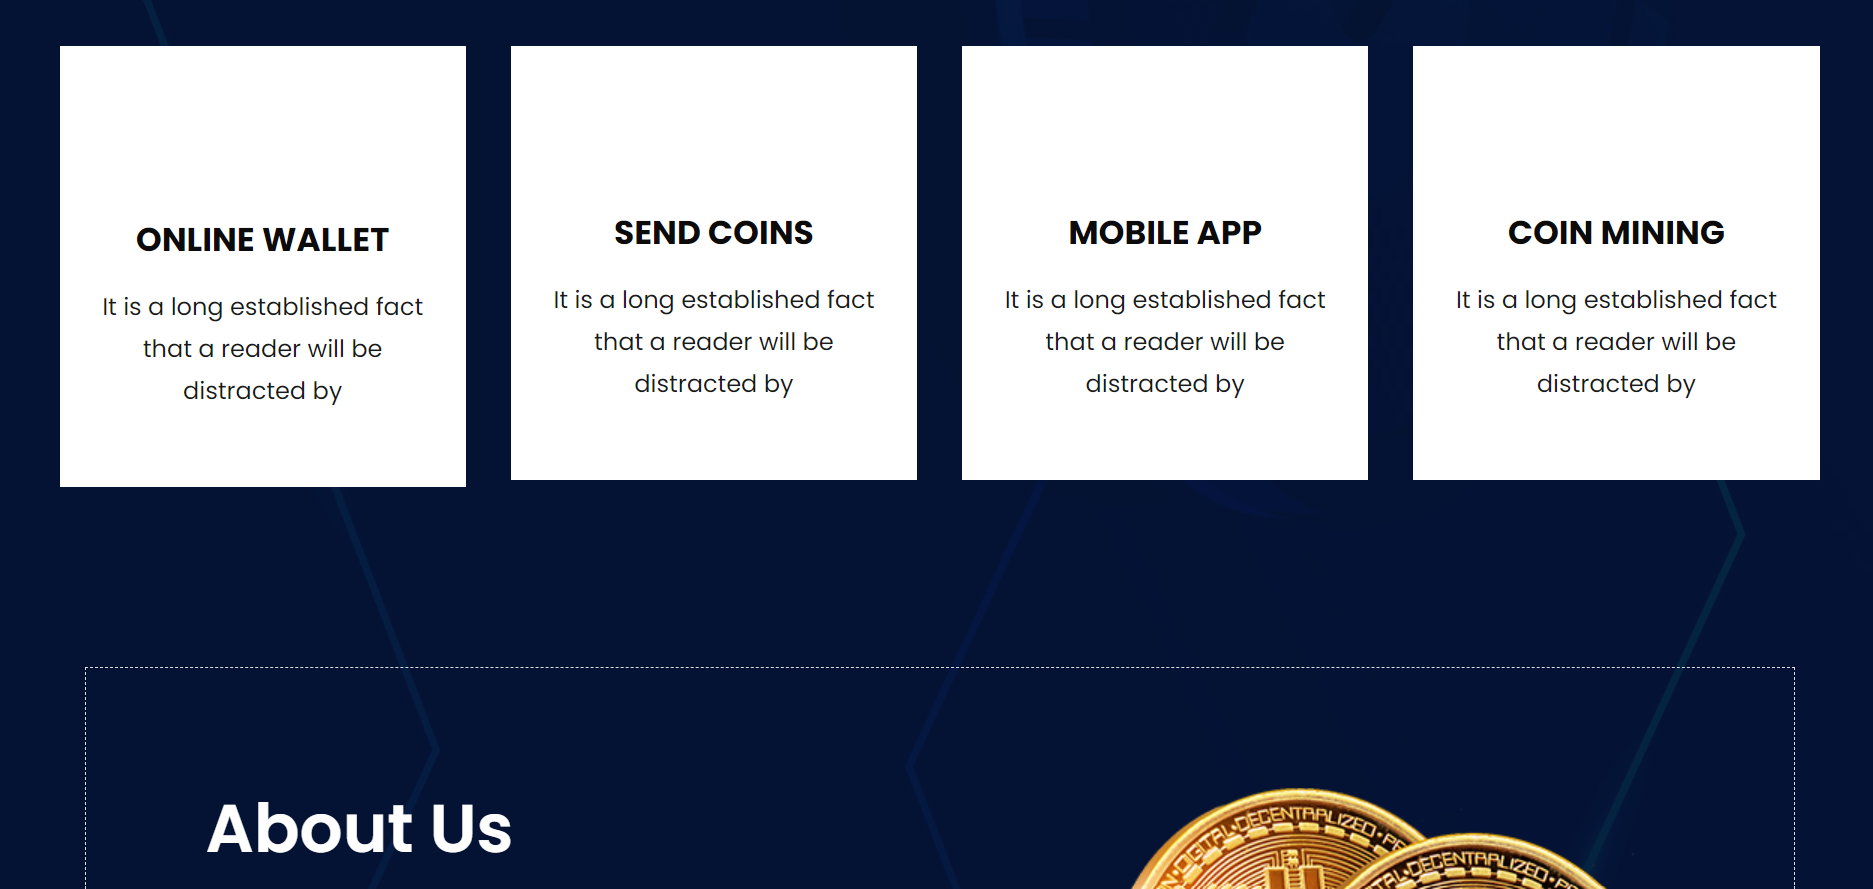 ONLINE WALLET
It is a long established fact
that a reader will be
distracted by
SEND COINS
It is a long established fact
that a reader will be
distracted by
MOBILE APP
It is a long established fact
that a reader will be
distracted by
COIN MINING
It is a long established fact
that a reader will be
distracted by
About Us
DIGITAL•DECENTRALIZED•PE
TAL•DECENTRALIZED•P